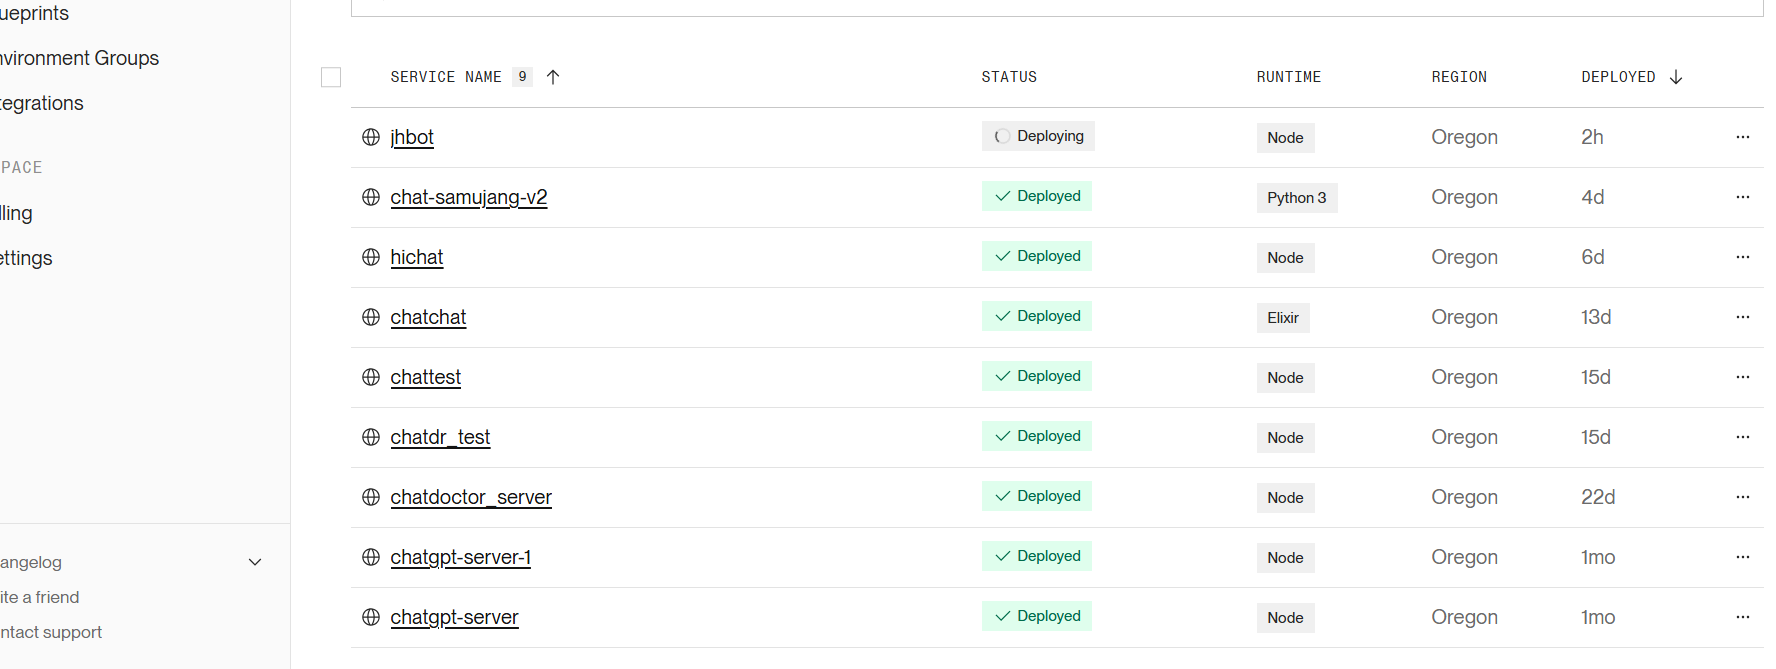 ueprints
nvironment Groups
tegrations
PACE
lling
ettings
angelog
ite a friend
ntact support
SERVICE NAME 9 STATUS RUNTIME REGION DEPLOYED
jhbot Deploying Node Oregon 2h
chat-samujang-v2 Deployed Python 3 Oregon 4d
hichat Deployed Node Oregon 6d
chatchat Deployed Elixir Oregon 13d
chattest Deployed Node Oregon 15d
chatdr_test Deployed Node Oregon 15d
chatdoctor_server Deployed Node Oregon 22d
chatgpt-server-1 Deployed Node Oregon 1mo
chatgpt-server Deployed Node Oregon 1mo